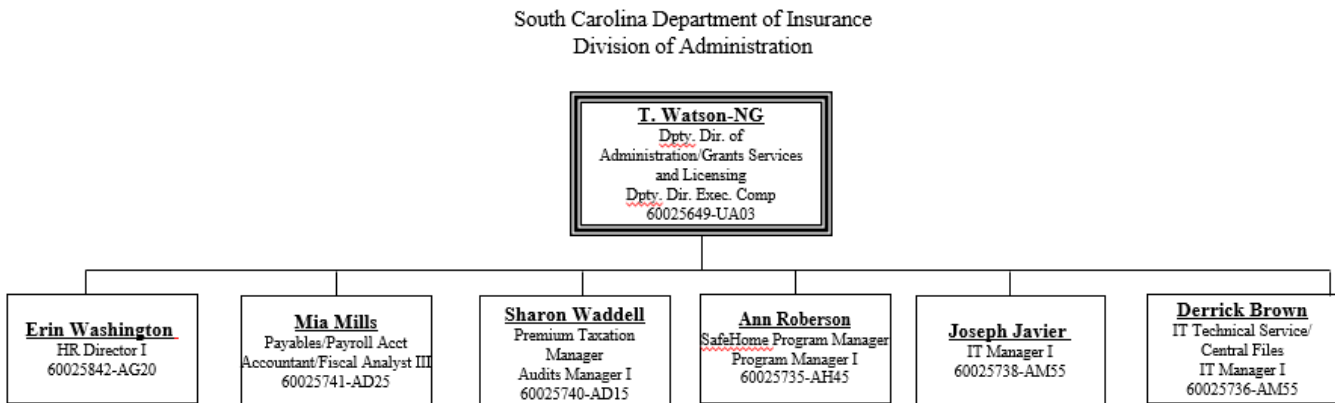 South Carolina Department of Insurance
Division of Administration
T. Watson-NG
Dpty. Dir. of
Administration/Grants Services
and Licensing
Dpty. Dir. Exec. Comp
60025649-UA03
Erin Washington
HR Director I
60025842-AG20
Mia Mills
Payables/Payroll Acct
Accountant/Fiscal Analyst III
60025741-AD25
Sharon Waddell
Premium Taxation
Manager
Audits Manager I
60025740-AD15
Ann Roberson
SafeHome Program Manager
Program Manager I
60025735-AH45
Joseph Javier
IT Manager I
60025738-AM55
Derrick Brown
IT Technical Service/
Central Files
IT Manager I
60025736-AM55